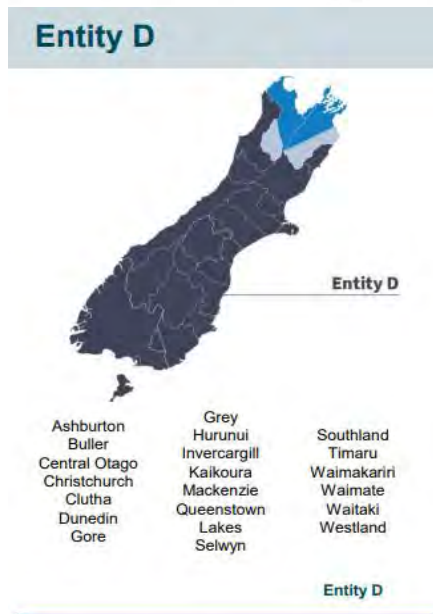 Entity D
Entity D
Ashburton
Buller
Central Otago
Christchurch
Clutha
Dunedin
Gore
Grey
Hurunui
Invercargill
Kaikoura
Mackenzie
Queenstown
Lakes
Selwyn
Southland
Timaru
Waimakariri
Waimate
Waitaki
Westland
Entity D